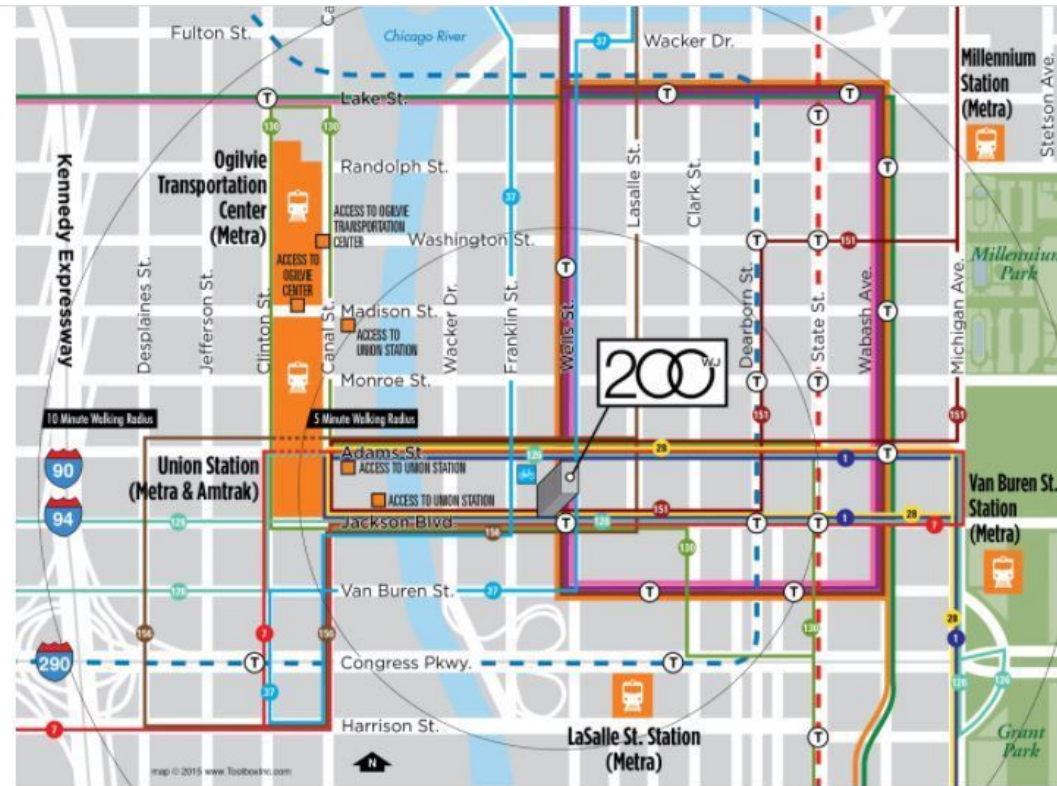 Fulton St.
Ca
Chicago River
37
Wacker Dr.
Millennium
Station
(Metra)
Stetson Ave.
T
Lake St.
T
T
T
130
130
Kennedy Expressway
Ogilvie
Transportation
Center
(Metra)
Randolph St.
Lasalle St.
Clark St.
T
37
ACCESS TO OGILVIE
TRANSPORTATION
CENTER
Washington St.
T
T
151
Millennium
Park
ACCESS TO
OGILVIE
CENTER
T
Desplaines St.
Jefferson St.
Clinton St.
Canal St.
Madison St.
ACCESS TO
UNION STATION
Wacker Dr.
Franklin St.
Wells St.
Dearborn St.
State St.
Wabash Ave.
Michigan Ave.
T
200 WJ
Monroe St.
T
T
10 Minute Walking Radius
5 Minute Walking Radius
151
151
90
Union Station
(Metra & Amtrak)
Adams St.
126
28
1
T
ACCESS TO UNION STATION
Van Buren St.
Station
(Metra)
94
ACCESS TO UNION STATION
151
28
126
Jackson Blvd.
T
126
T
T
1
7
156
130
126
Van Buren St.
37
T
T
28
156
7
156
130
1
290
T
Congress Pkwy.
T
37
126
126
LaSalle St. Station
(Metra)
7
Harrison St.
T
Grant
Park
map © 2015 www.Toolboxinc.com
N